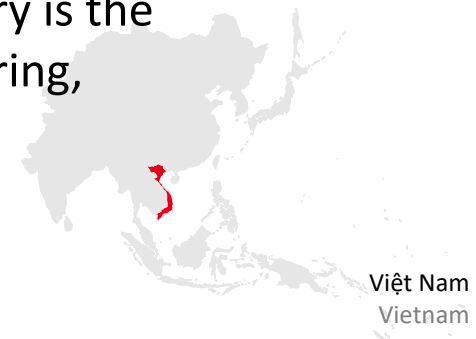 ry is the
ring,
Việt Nam
Vietnam